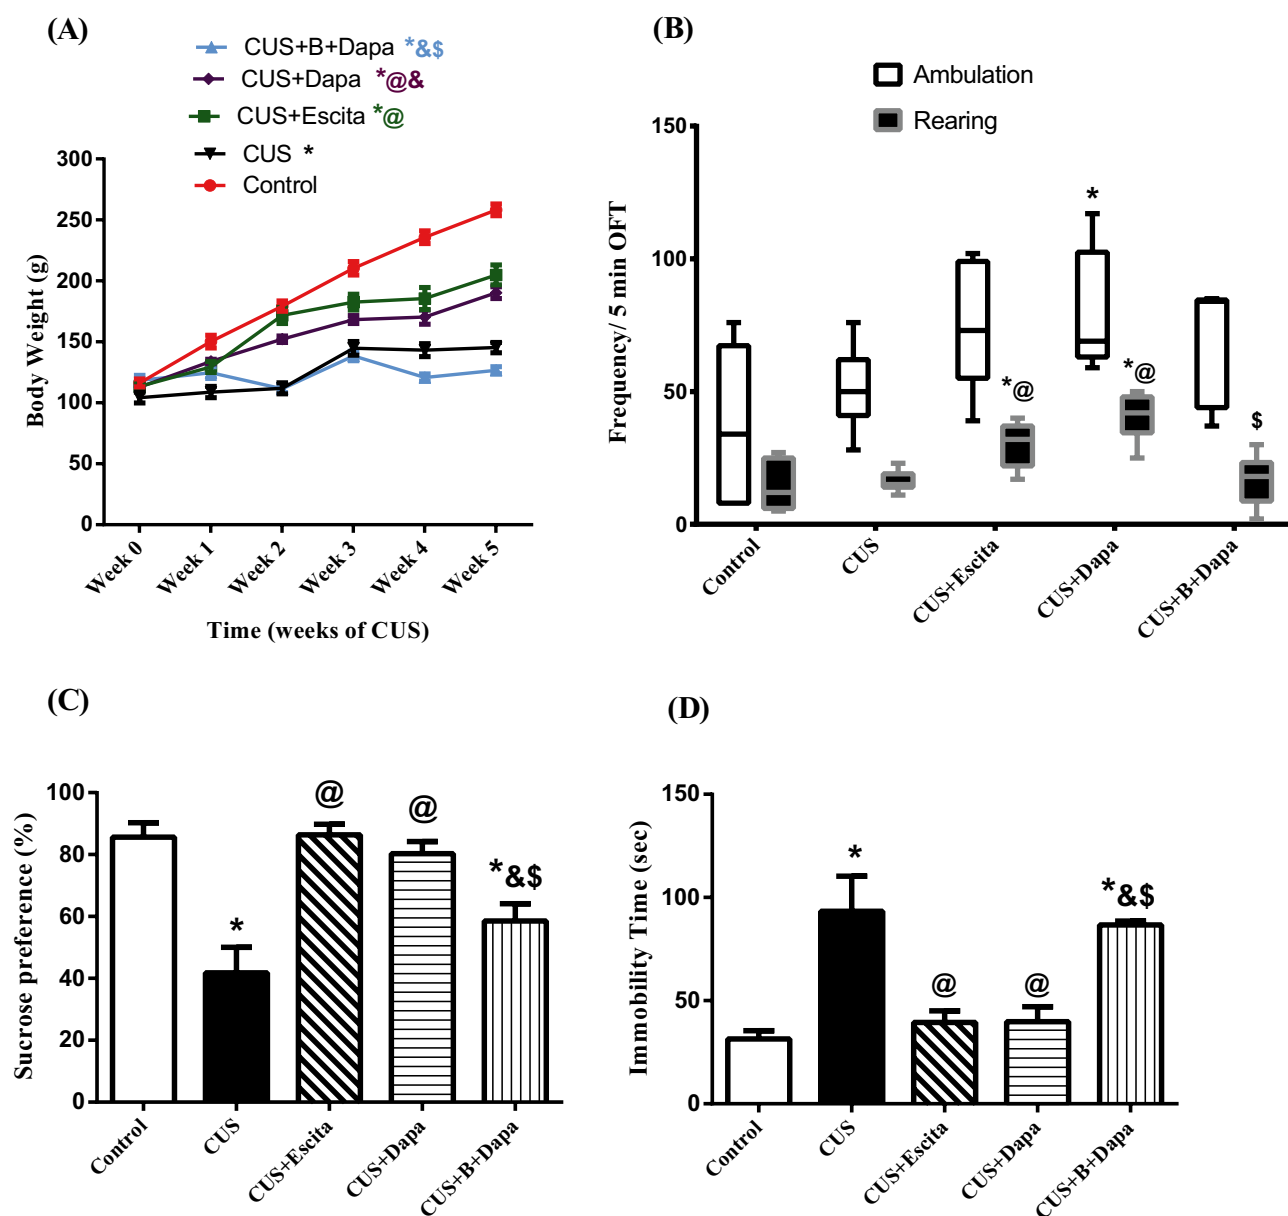 (A)
CUS+B+Dapa *&$
CUS+Dapa *@&
CUS+Escita *@
CUS *
Control
300
250
200
150
100
50
0
Body Weight (g)
Week 0
Week 1
Week 2
Week 3
Week 4
Week 5
Time (weeks of CUS)
(B)
Ambulation
Rearing
150
100
50
0
Frequency/ 5 min OFT
*
*@
*@
$
Control
CUS
CUS+Escita
CUS+Dapa
CUS+B+Dapa
(C)
100
80
60
40
20
0
Sucrose preference (%)
*
@
@
*&$
Control
CUS
CUS+Escita
CUS+Dapa
CUS+B+Dapa
(D)
150
100
50
0
Immobility Time (sec)
*
@
@
*&$
Control
CUS
CUS+Escita
CUS+Dapa
CUS+B+Dapa